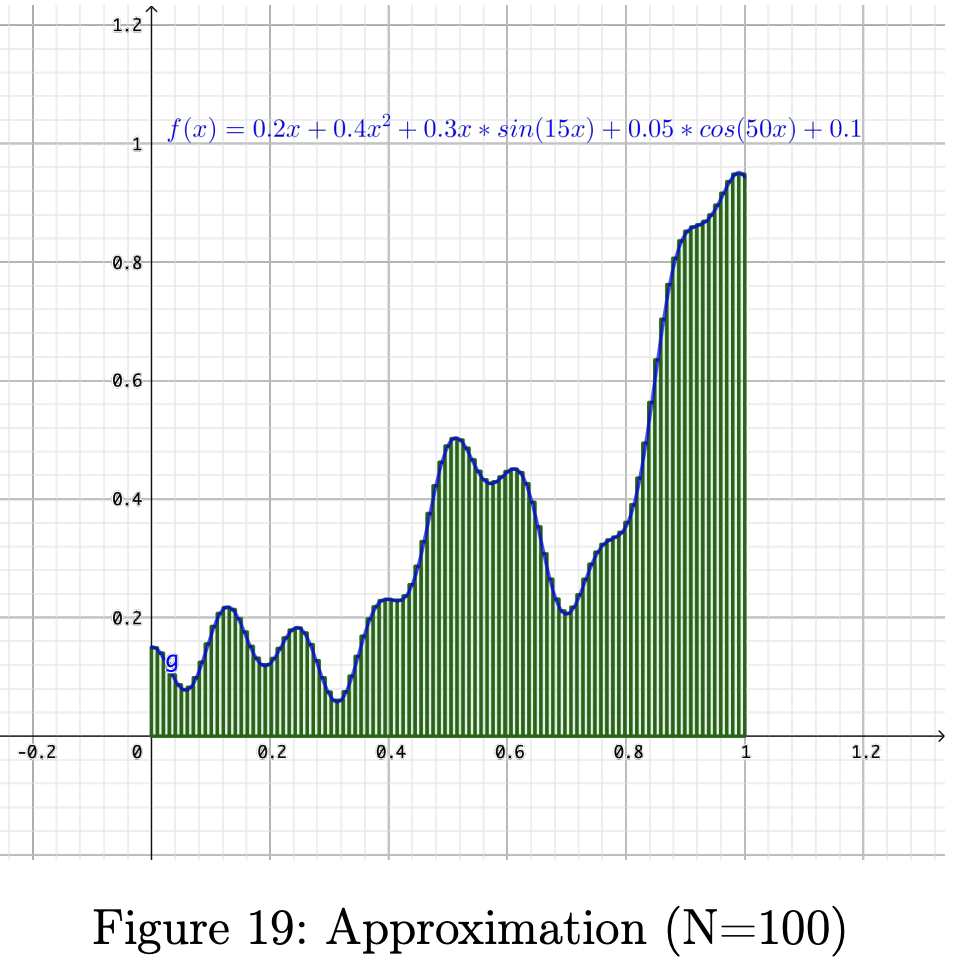 1.2
f(x) = 0.2x + 0.4x² + 0.3x * sin(15x) + 0.05 * cos(50x) + 0.1
1
0.8
0.6
0.4
0.2
g
-0.2 0 0.2 0.4 0.6 0.8 1 1.2
Figure 19: Approximation (N=100)